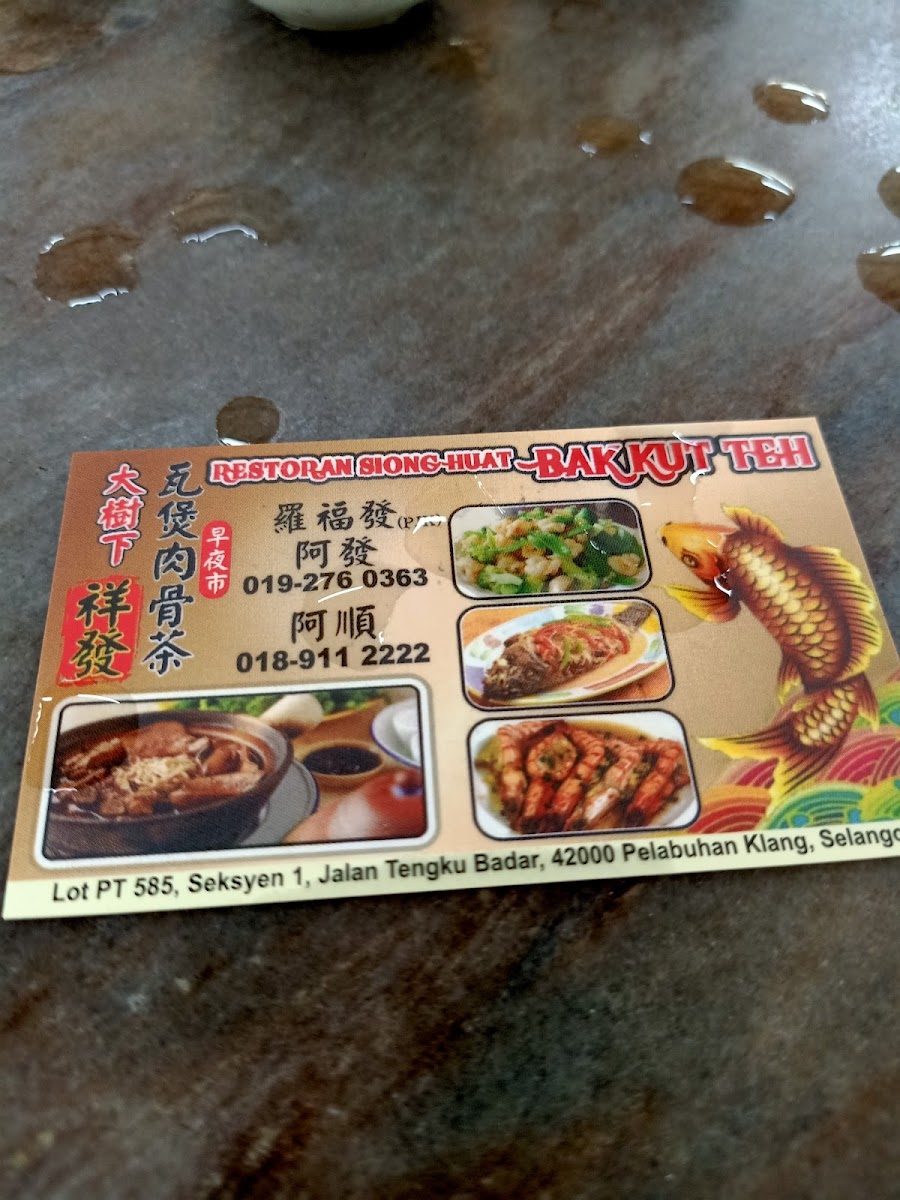 RESTORAN SIONG-HUAT BAK KUT TEH
大樹下
祥發
瓦煲肉骨茶
早夜市
羅福發
阿發
019-276 0363
阿順
018-911 2222
Lot PT 585, Seksyen 1, Jalan Tengku Badar, 42000 Pelabuhan Klang,